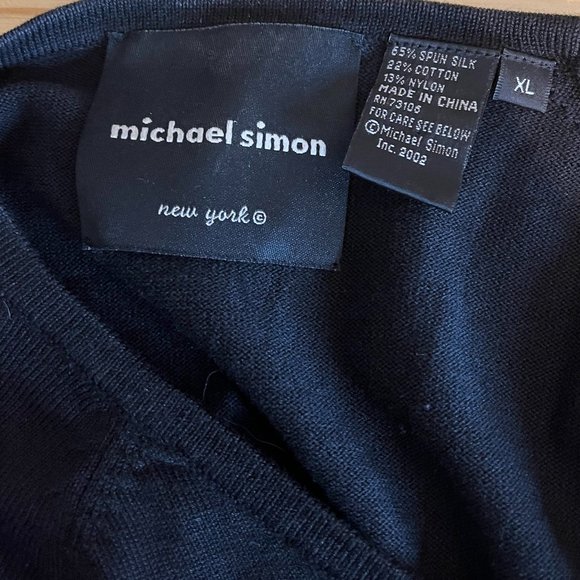 michael simon
new york©
65% SPUN SILK
22% COTTON
13% NYLON
MADE IN CHINA
RN 73106
FOR CARE SEE BELOW
©Michael Simon
Inc. 2002
XL